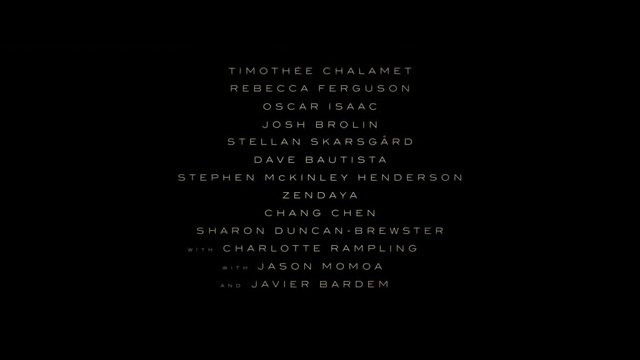 TIMOTHÉE CHALAMET
REBECCA FERGUSON
OSCAR ISAAC
JOSH BROLIN
STELLAN SKARSGÅRD
DAVE BAUTISTA
STEPHEN McKINLEY HENDERSON
ZENDAYA
CHANG CHEN
SHARON DUNCAN-BREWSTER
WITH CHARLOTTE RAMPLING
WITH JASON MOMOA
AND JAVIER BARDEM